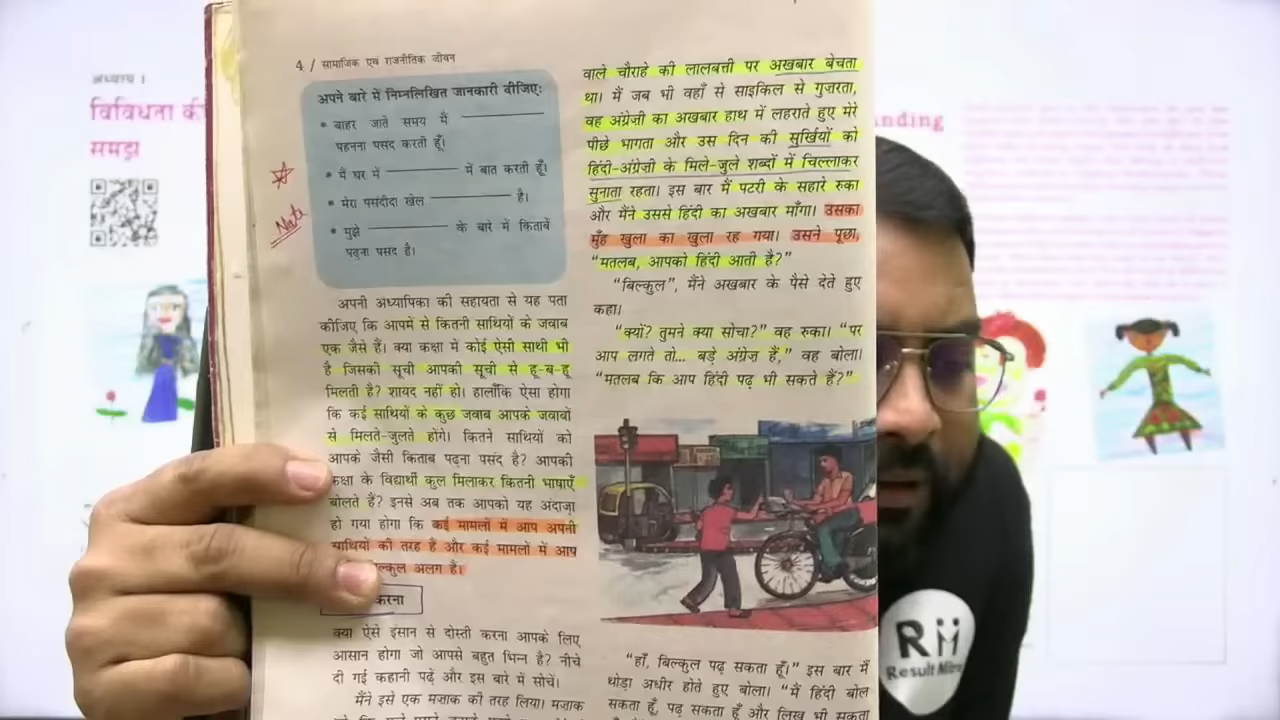 अध्याय 1
विविधता की
समझ
4 / सामाजिक एवं राजनीतिक जीवन
अपने बारे में निम्नलिखित जानकारी दीजिए:
• बाहर जाते समय मैं
पहनना पसंद करती हूँ।
• मैं घर में में बात करती हूँ।
• मेरा पसंदीदा खेल है।
• मुझे के बारे में किताबें
पढ़ना पसंद है।
Note
अपनी अध्यापिका की सहायता से यह पता
कीजिए कि आपमें से कितनी साथियों के जवाब
एक जैसे हैं। क्या कक्षा में कोई ऐसी साथी भी
है जिसकी सूची आपकी सूची से हू-ब-हू
मिलती है? शायद नहीं हो। हालाँकि ऐसा होगा
कि कई साथियों के कुछ जवाब आपके जवाबों
से मिलते-जुलते होंगे। कितने साथियों को
आपके जैसी किताब पढ़ना पसंद है? आपकी
कक्षा के विद्यार्थी कुल मिलाकर कितनी भाषाएँ
बोलते हैं? इनसे अब तक आपको यह अंदाज़ा
हो गया होगा कि कई मामलों में आप अपनी
साथियों की तरह हैं और कई मामलों में आप
बिल्कुल अलग हैं।
करना
क्या ऐसे इंसान से दोस्ती करना आपके लिए
आसान होगा जो आपसे बहुत भिन्न है? नीचे
दी गई कहानी पढ़ें और इस बारे में सोचें।
मैंने इसे एक मज़ाक की तरह लिया। मज़ाक
वाले चौराहे की लालबत्ती पर अखबार बेचता
था। मैं जब भी वहाँ से साइकिल से गुज़रता,
वह अंग्रेज़ी का अखबार हाथ में लहराते हुए मेरे
पीछे भागता और उस दिन की सुर्खियों को
हिंदी-अंग्रेज़ी के मिले-जुले शब्दों में चिल्लाकर
सुनाता रहता। इस बार मैं पटरी के सहारे रुका
और मैंने उससे हिंदी का अखबार माँगा। उसका
मुँह खुला का खुला रह गया। उसने पूछा,
“मतलब, आपको हिंदी आती है?”
“बिल्कुल”, मैंने अखबार के पैसे देते हुए
कहा।
“क्यों? तुमने क्या सोचा?” वह रुका। “पर
आप लगते तो... बड़े अंग्रेज़ हैं,” वह बोला।
“मतलब कि आप हिंदी पढ़ भी सकते हैं?”
“हाँ, बिल्कुल पढ़ सकता हूँ।” इस बार मैं
थोड़ा अधीर होते हुए बोला। “मैं हिंदी बोल
सकता हूँ, पढ़ सकता हूँ और लिख भी सकता
anding
Result Mitra